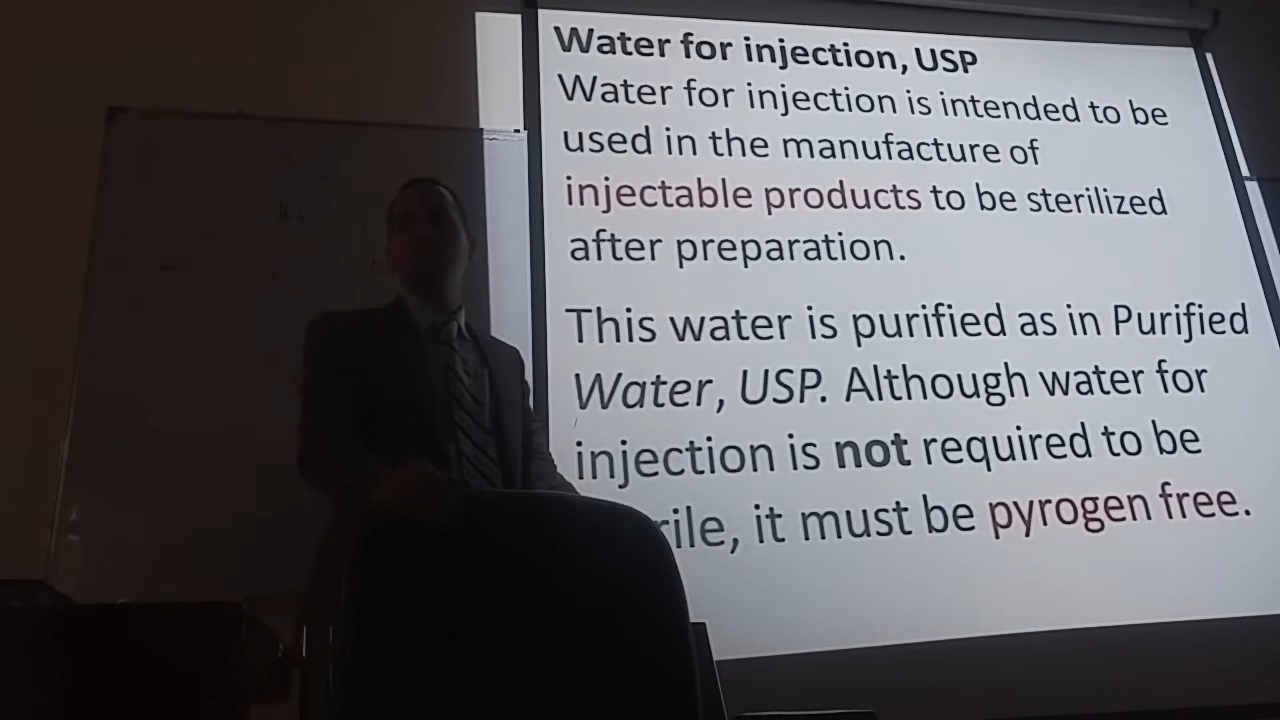 Water for injection, USP
Water for injection is intended to be
used in the manufacture of
injectable products to be sterilized
after preparation.
This water is purified as in Purified
Water, USP. Although water for
injection is not required to be
rile, it must be pyrogen free.